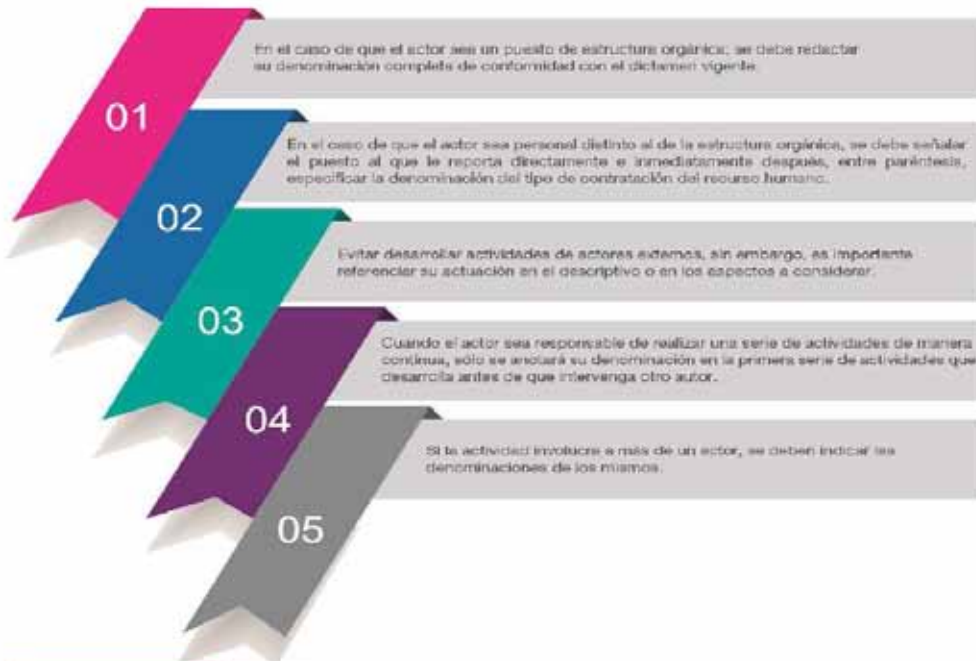 01
En el caso de que el actor sea un puesto de estructura orgánica, se debe redactar
su denominación completa de conformidad con el dictamen vigente.
02
En el caso de que el actor sea personal distinto al de la estructura orgánica, se debe señalar
el puesto al que le reporta directamente e inmediatamente después, entre paréntesis,
especificar la denominación del tipo de contratación del recurso humano.
03
Evitar desarrollar actividades de actores externos, sin embargo, es importante
referenciar su actuación en el descriptivo o en los aspectos a considerar.
04
Cuando el actor sea responsable de realizar una serie de actividades de manera
continua, sólo se anotará su denominación en la primera serie de actividades que
desarrolla antes de que intervenga otro autor.
05
Si la actividad involucra a más de un actor, se deben indicar las
denominaciones de los mismos.